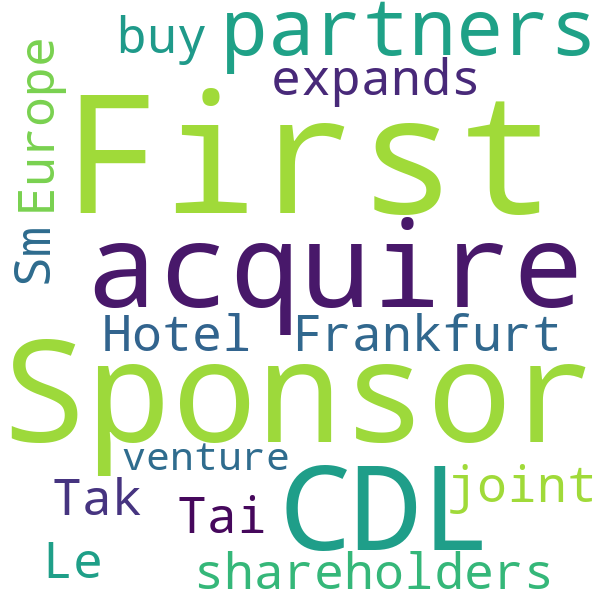 buy partners
expands
Europe
First
Sm
acquire
Hotel Frankfurt
Sponsor
venture
Tak Tai CDL joint
Le shareholders